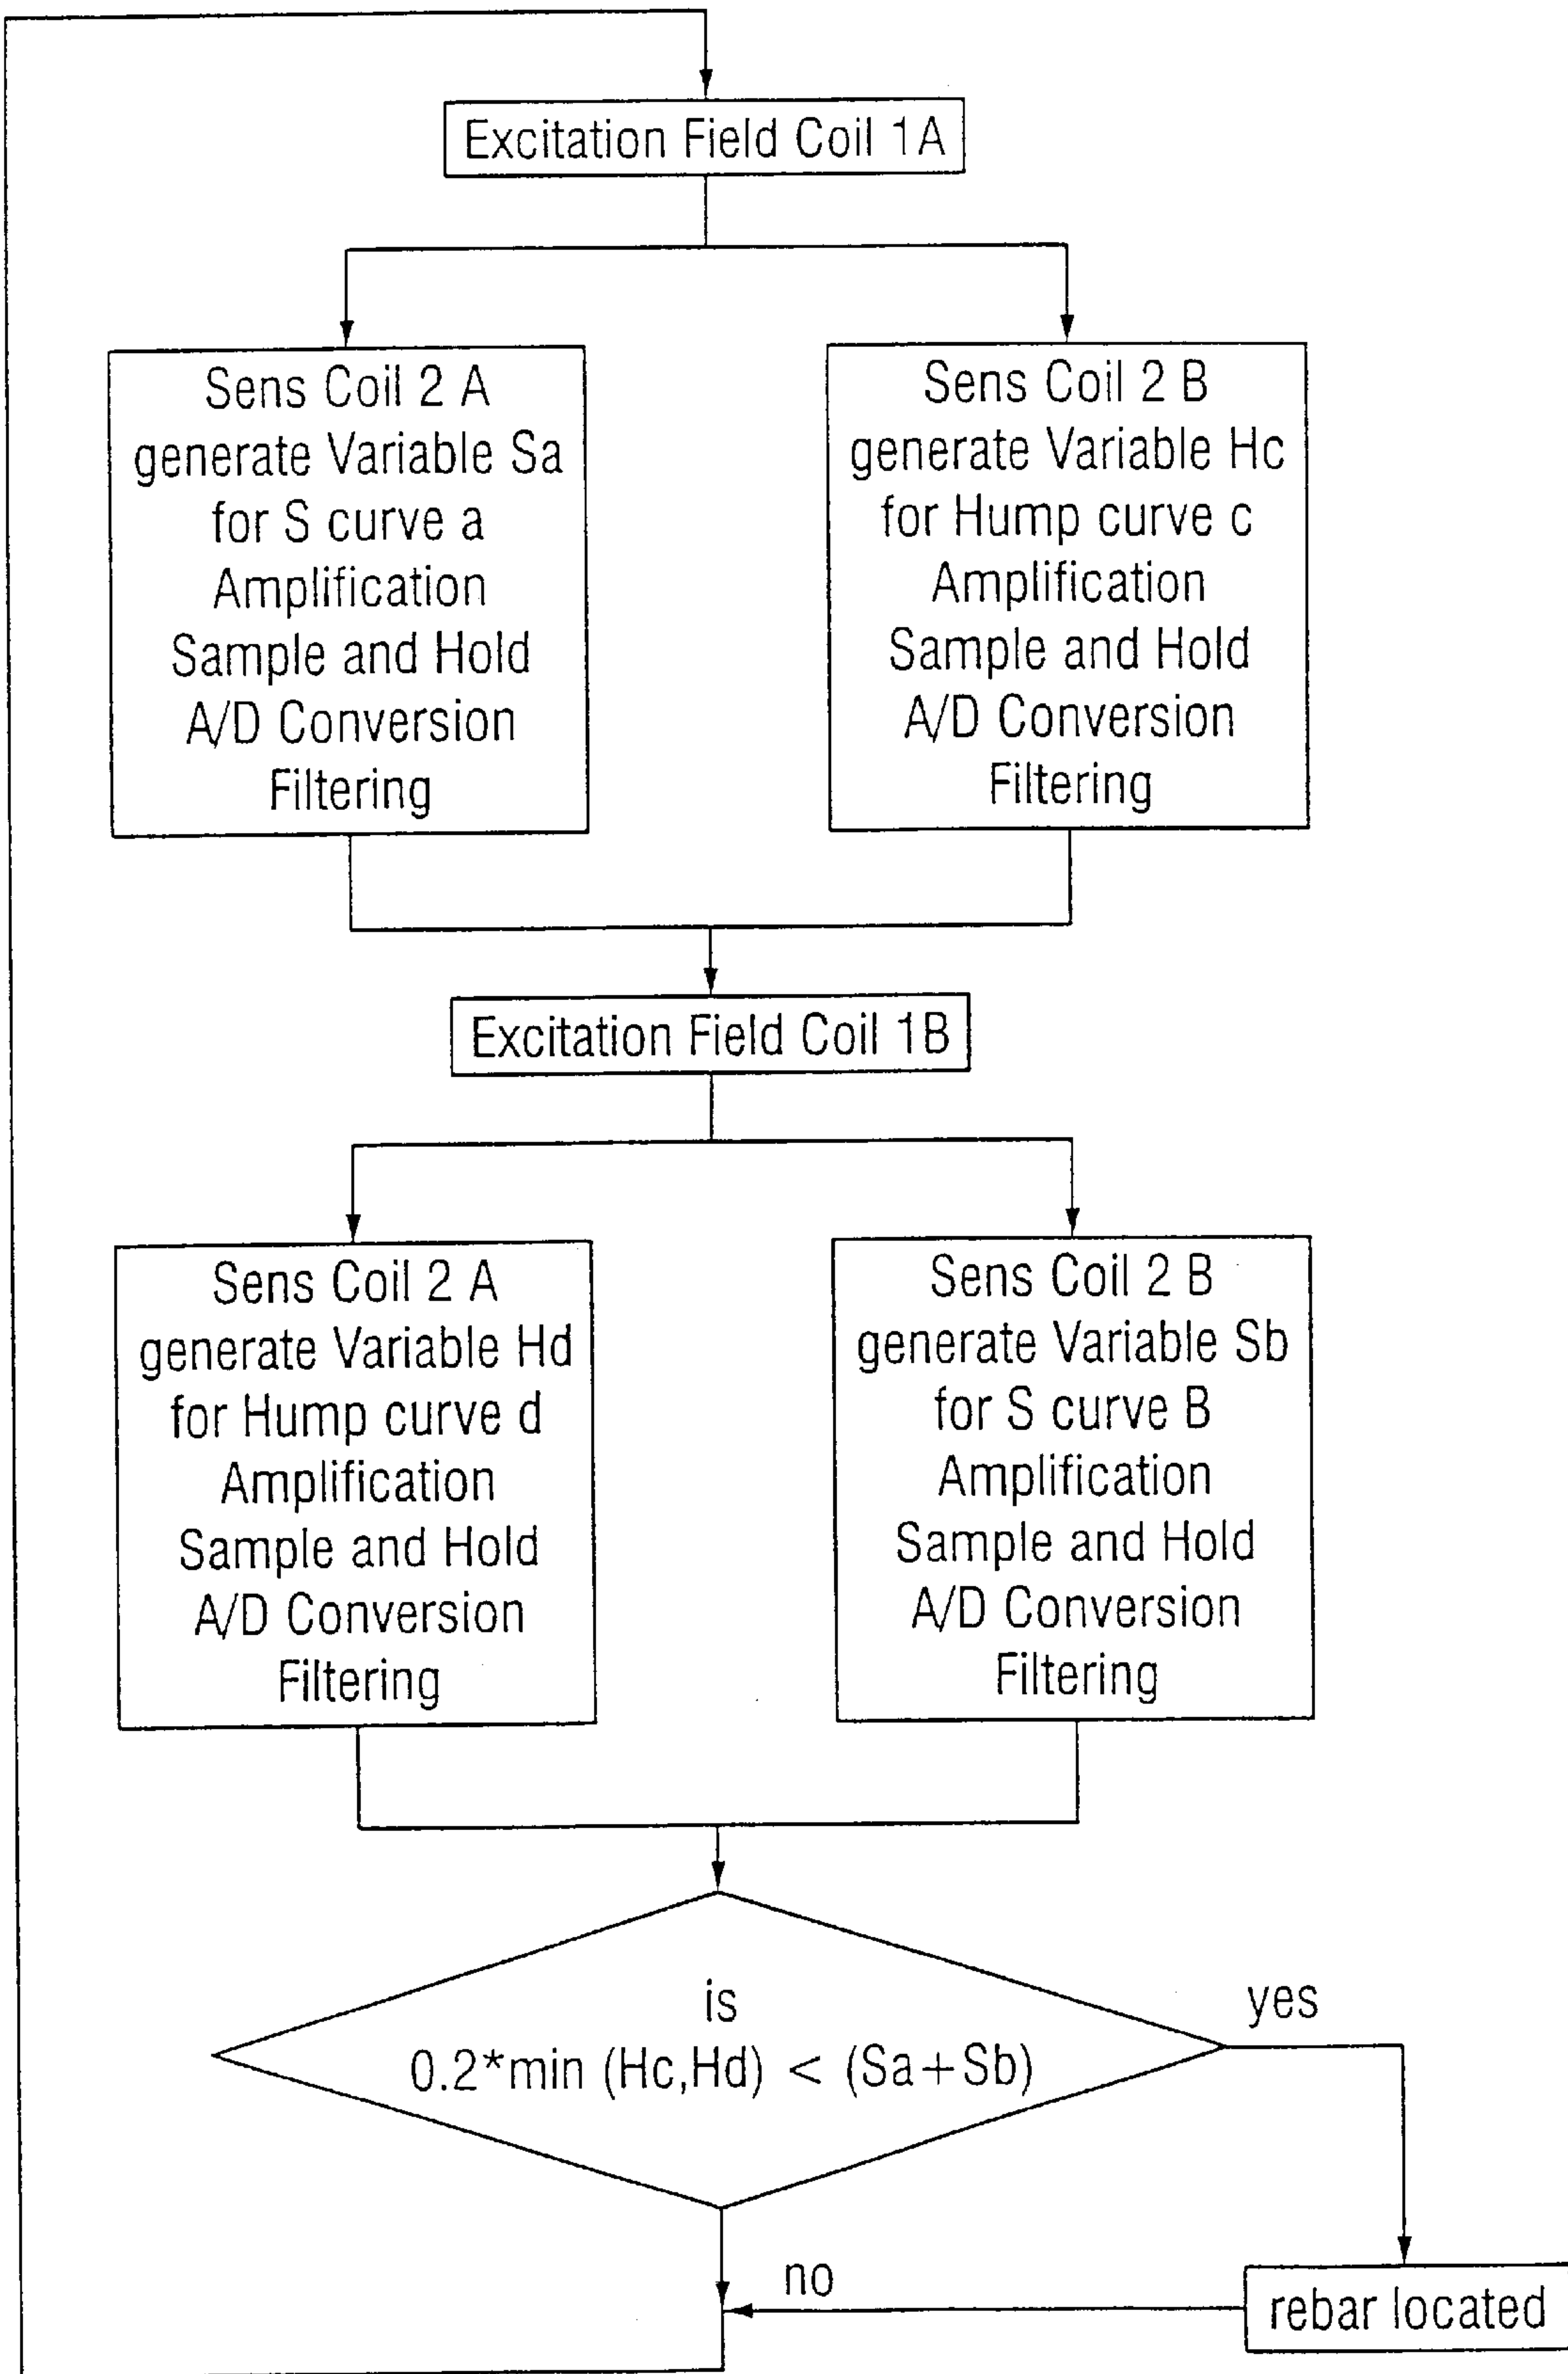 Excitation Field Coil 1A
Sens Coil 2 A
generate Variable Sa
for S curve a
Amplification
Sample and Hold
A/D Conversion
Filtering
Sens Coil 2 B
generate Variable Hc
for Hump curve c
Amplification
Sample and Hold
A/D Conversion
Filtering
Excitation Field Coil 1B
Sens Coil 2 A
generate Variable Hd
for Hump curve d
Amplification
Sample and Hold
A/D Conversion
Filtering
Sens Coil 2 B
generate Variable Sb
for S curve B
Amplification
Sample and Hold
A/D Conversion
Filtering
is
0.2*min (Hc,Hd) < (Sa+Sb)
yes
no
rebar located